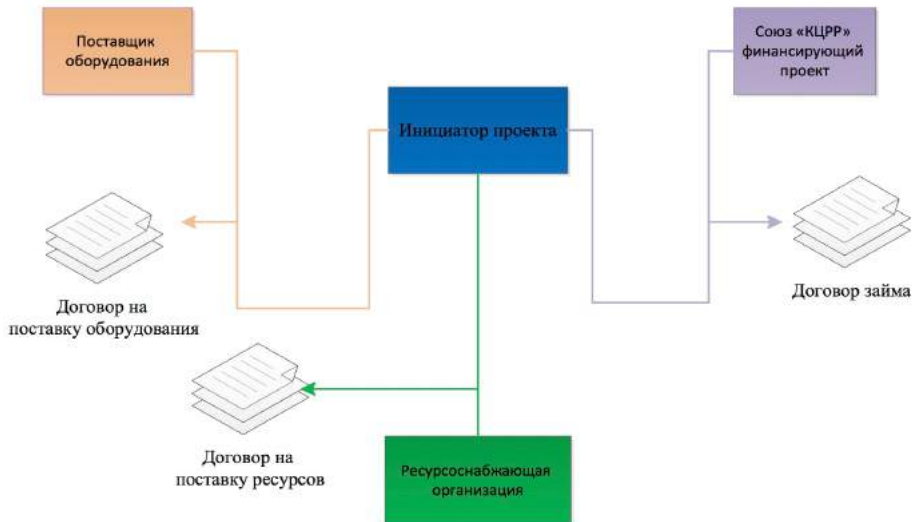 Поставщик
оборудования
Союз «КЦРР»
финансирующий
проект
Инициатор проекта
Договор на
поставку оборудования
Договор займа
Договор на
поставку ресурсов
Ресурсоснабжающая
организация